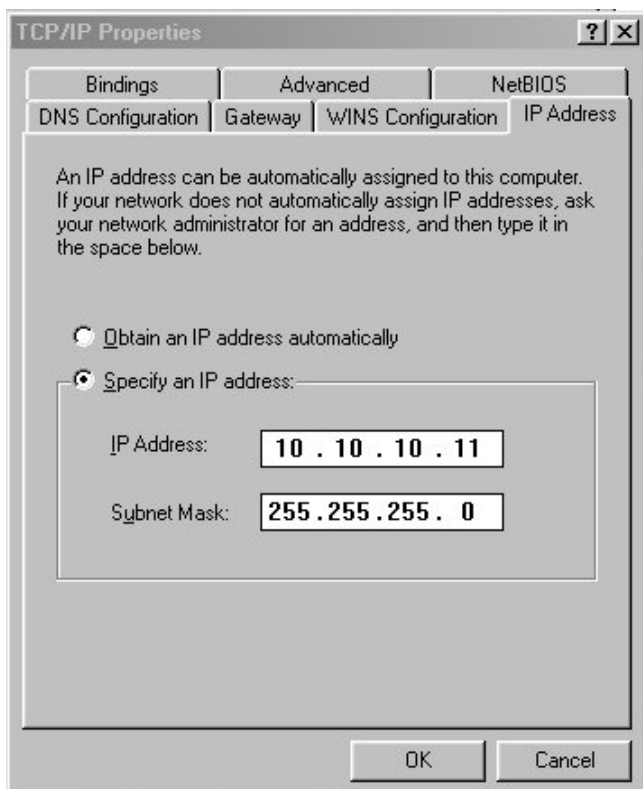 TCP/IP Properties
? ×
Bindings Advanced NetBIOS
DNS Configuration Gateway WINS Configuration IP Address
An IP address can be automatically assigned to this computer.
If your network does not automatically assign IP addresses, ask
your network administrator for an address, and then type it in
the space below.
Obtain an IP address automatically
Specify an IP address:
IP Address: 10 . 10 . 10 . 11
Subnet Mask: 255 . 255 . 255 . 0
OK Cancel